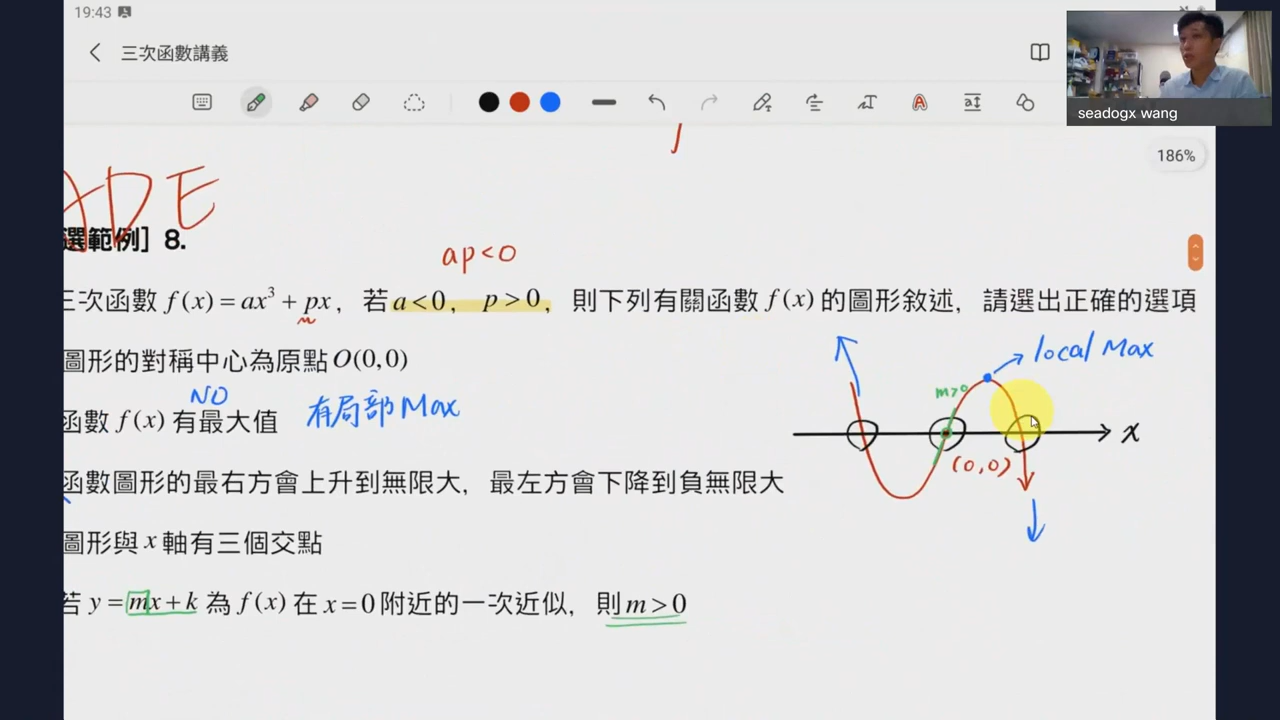 19:43
三次函數講義
seadogx wang
186%
ADE
選範例] 8.
ap<0
三次函數 f(x) = ax³ + px，若 a<0， p>0，則下列有關函數 f(x) 的圖形敘述，請選出正確的選項
local Max
圖形的對稱中心為原點 O(0,0)
NO
函數 f(x) 有最大值 有局部 Max
m>0
x
(0,0)
函數圖形的最右方會上升到無限大，最左方會下降到負無限大
圖形與 x 軸有三個交點
若 y = mx + k 為 f(x) 在 x = 0 附近的一次近似，則 m > 0